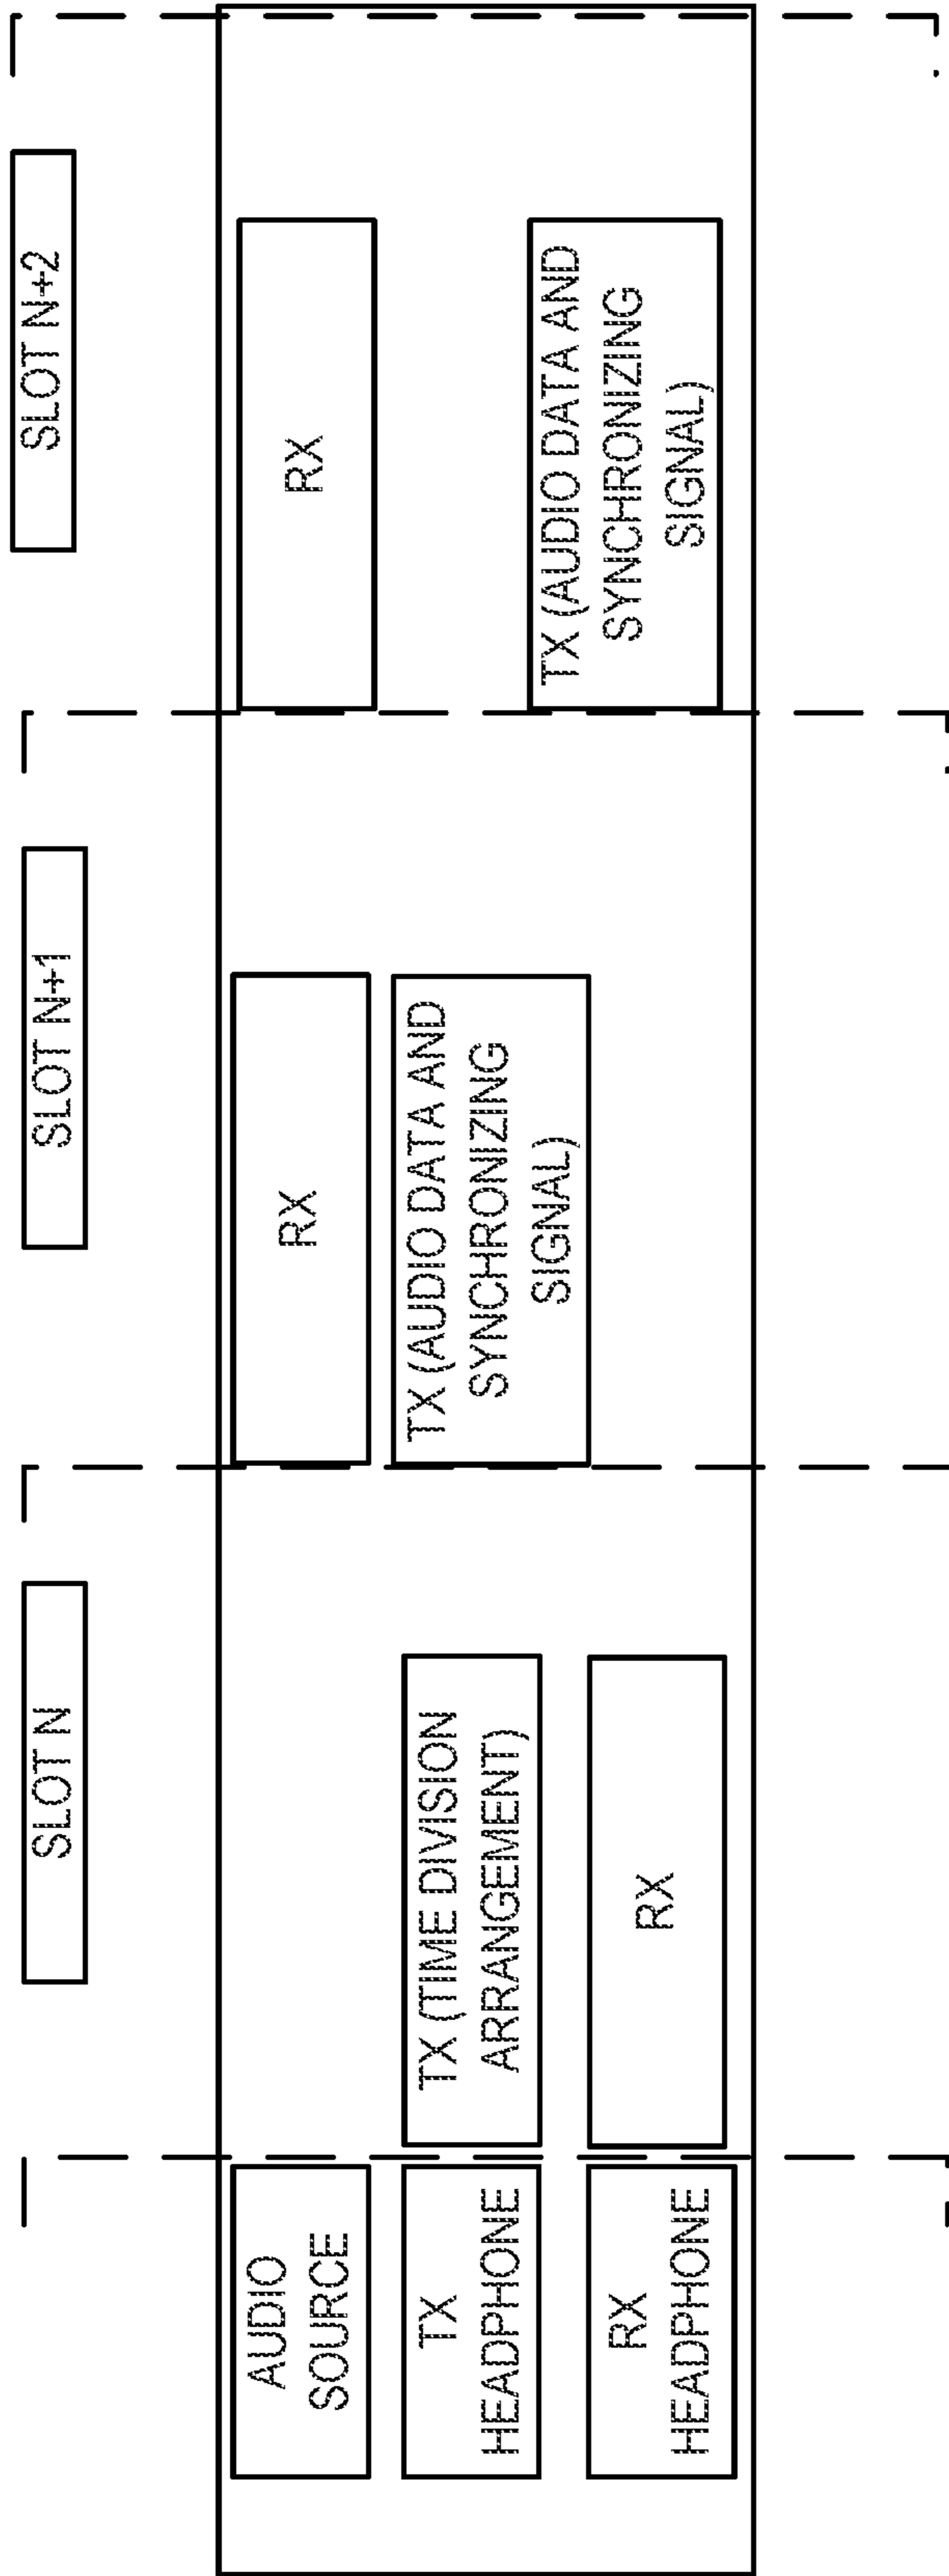 SLOT N
SLOT N+1
SLOT N+2
AUDIO
SOURCE
RX
RX
TX
HEADPHONE
TX (TIME DIVISION
ARRANGEMENT)
TX (AUDIO DATA AND
SYNCHRONIZING
SIGNAL)
RX
HEADPHONE
RX
TX (AUDIO DATA AND
SYNCHRONIZING
SIGNAL)